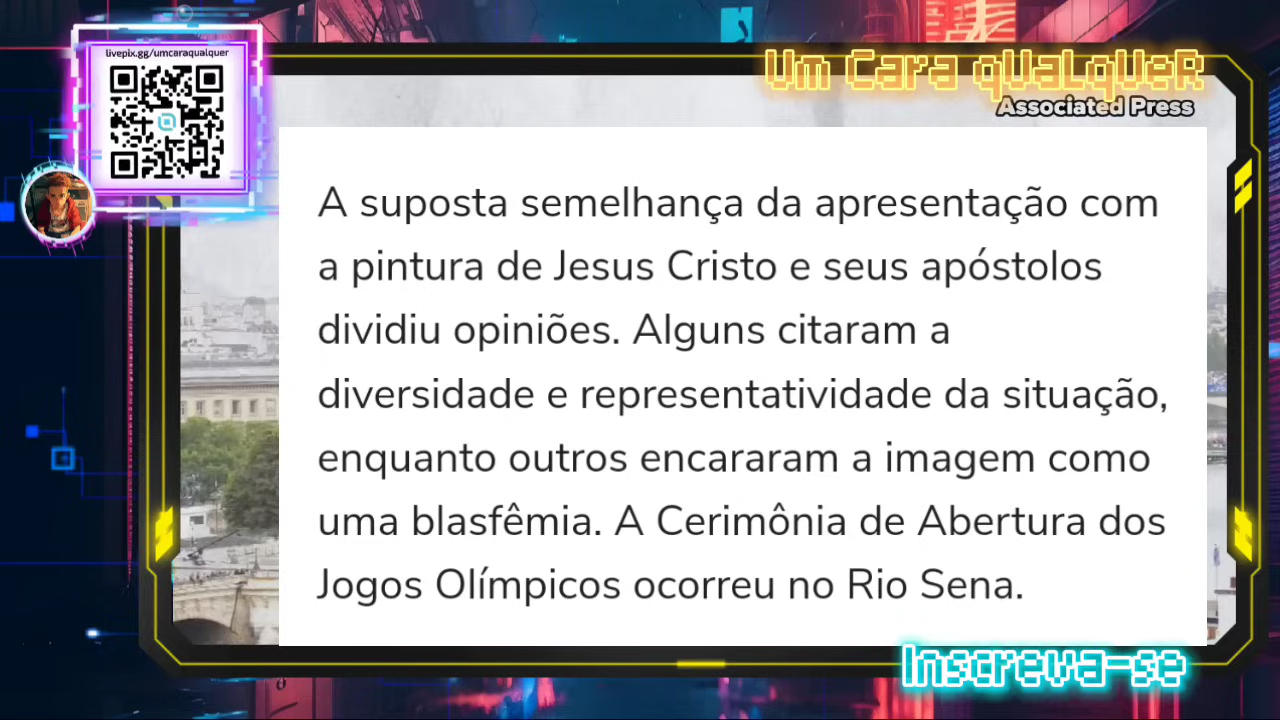 livepix.gg/umcaraqualquer
Um Cara qUaLqUeR
Associated Press
A suposta semelhança da apresentação com
a pintura de Jesus Cristo e seus apóstolos
dividiu opiniões. Alguns citaram a
diversidade e representatividade da situação,
enquanto outros encararam a imagem como
uma blasfêmia. A Cerimônia de Abertura dos
Jogos Olímpicos ocorreu no Rio Sena.
Inscreva-se